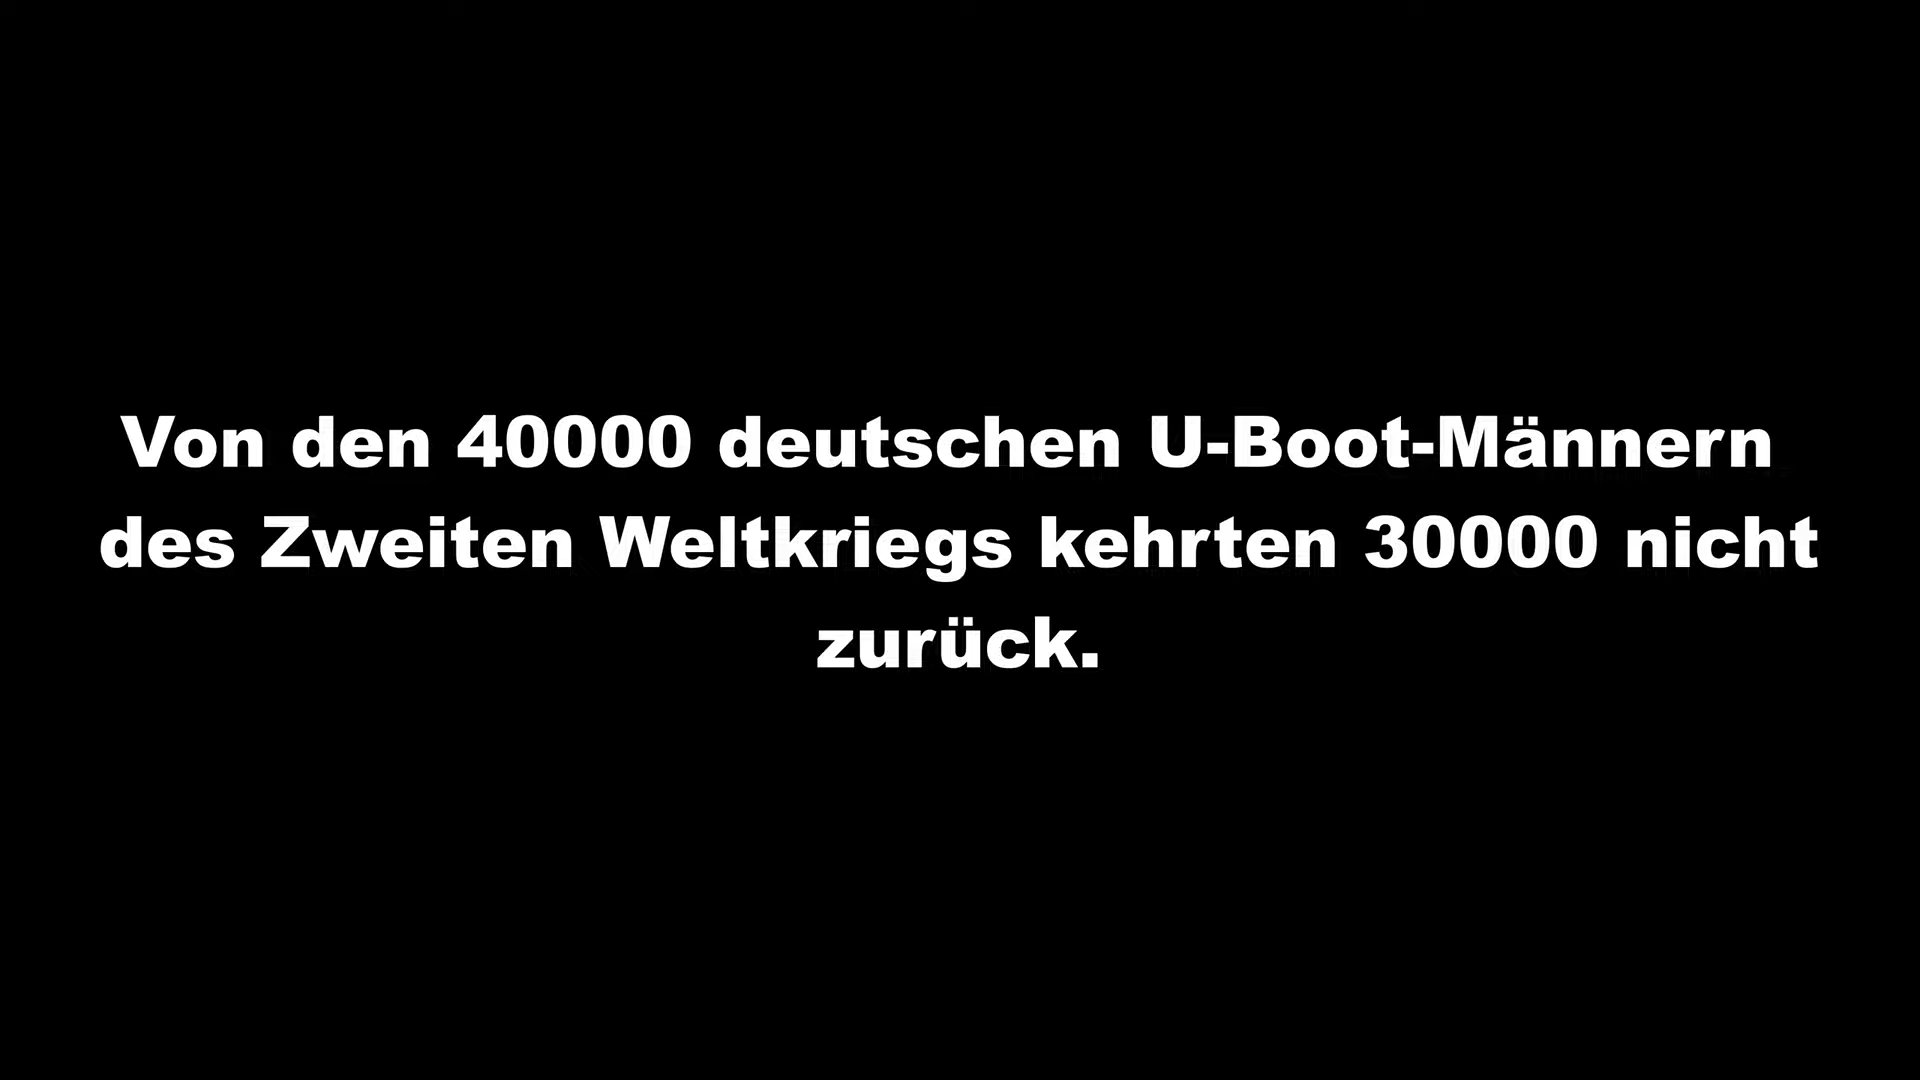 Von den 40000 deutschen U-Boot-Männern
des Zweiten Weltkriegs kehrten 30000 nicht
zurück.